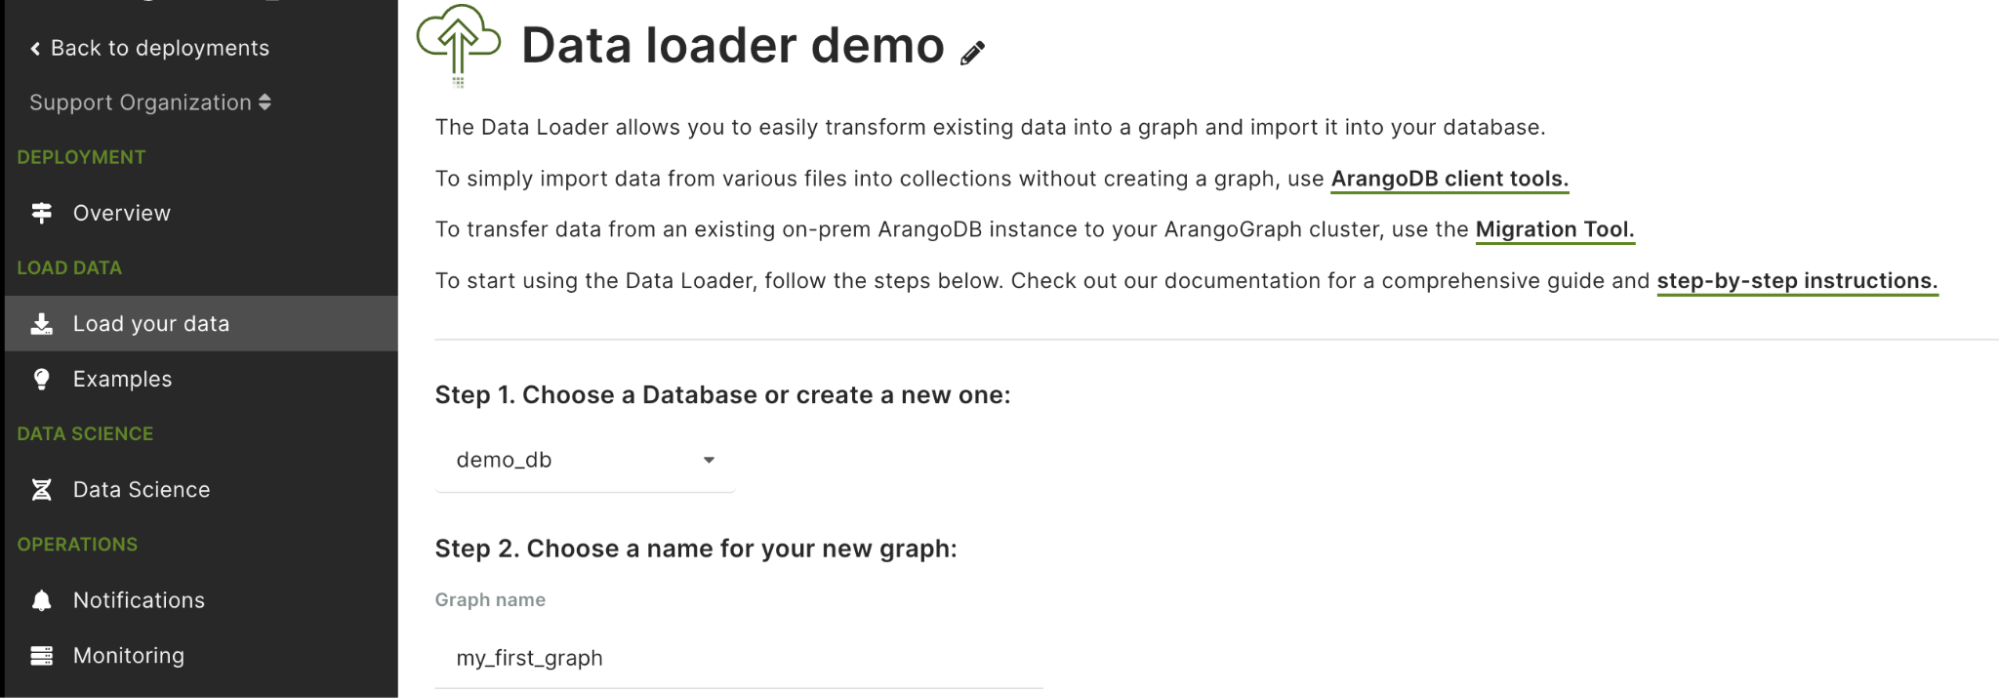 Back to deployments
Support Organization
DEPLOYMENT
Overview
LOAD DATA
Load your data
Examples
DATA SCIENCE
Data Science
OPERATIONS
Notifications
Monitoring
Data loader demo
The Data Loader allows you to easily transform existing data into a graph and import it into your database.
To simply import data from various files into collections without creating a graph, use ArangoDB client tools.
To transfer data from an existing on-prem ArangoDB instance to your ArangoGraph cluster, use the Migration Tool.
To start using the Data Loader, follow the steps below. Check out our documentation for a comprehensive guide and step-by-step instructions.
Step 1. Choose a Database or create a new one:
demo_db
Step 2. Choose a name for your new graph:
Graph name
my_first_graph